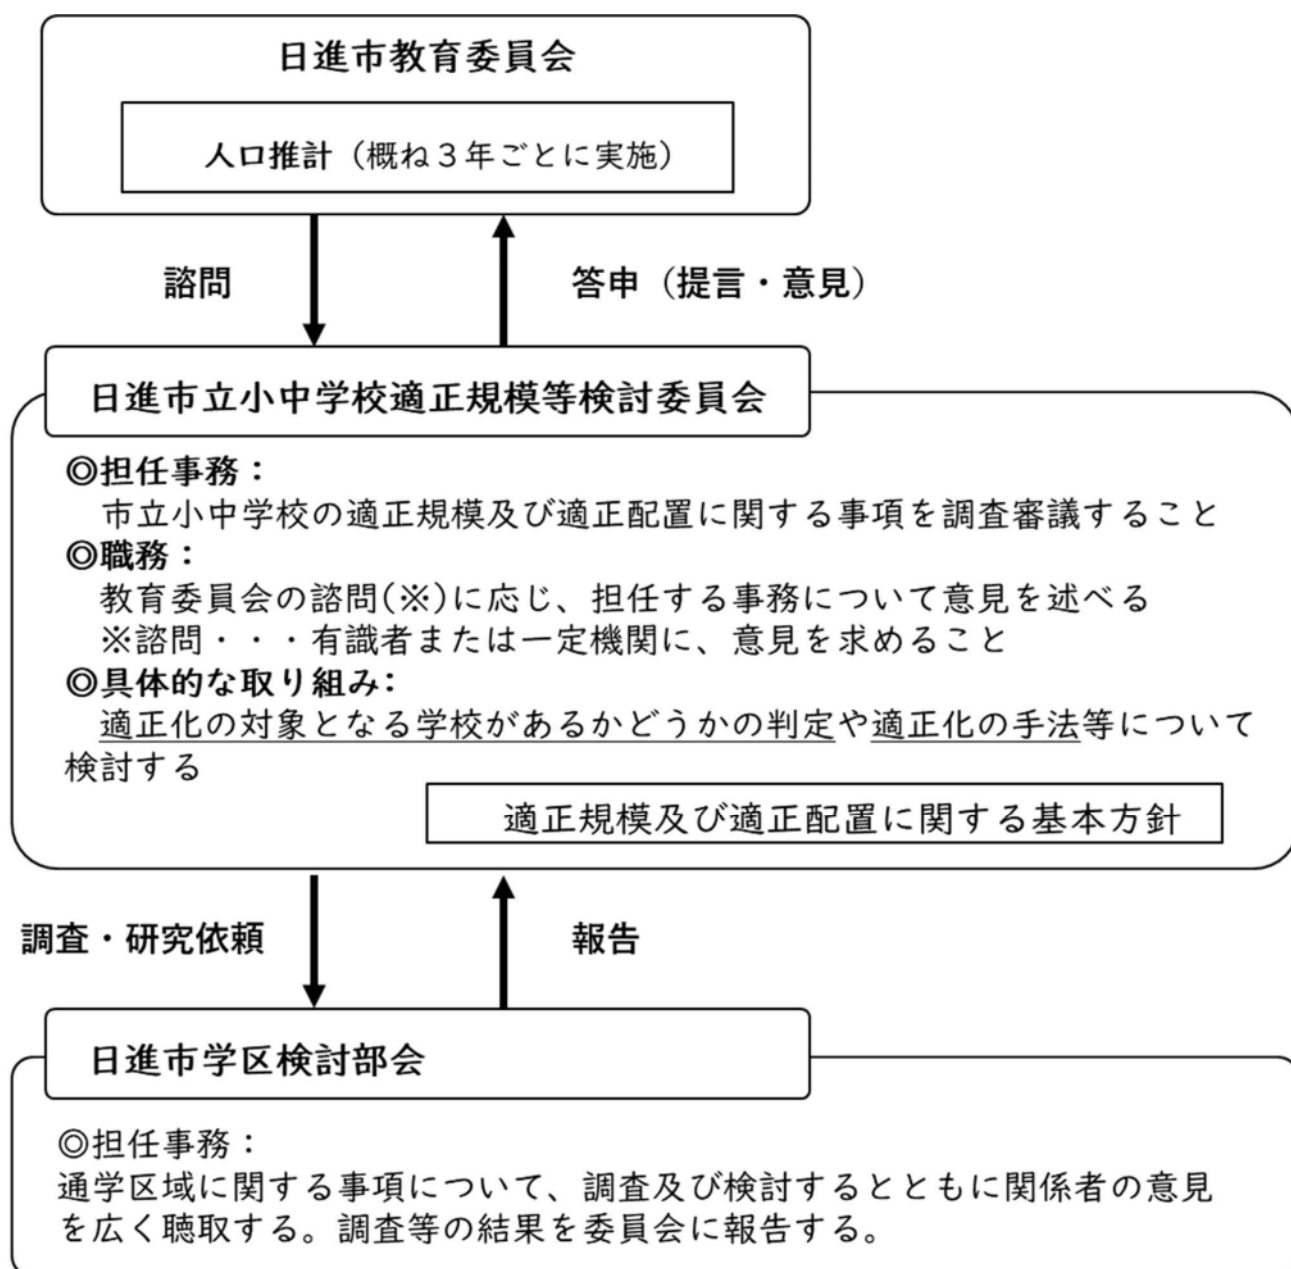 日進市教育委員会
人口推計（概ね３年ごとに実施）
諮問
答申（提言・意見）
日進市立小中学校適正規模等検討委員会
◎担任事務：
市立小中学校の適正規模及び適正配置に関する事項を調査審議すること
◎職務：
教育委員会の諮問(※)に応じ、担任する事務について意見を述べる
※諮問・・・有識者または一定機関に、意見を求めること
◎具体的な取り組み：
適正化の対象となる学校があるかどうかの判定や適正化の手法等について
検討する
適正規模及び適正配置に関する基本方針
調査・研究依頼
報告
日進市学区検討部会
◎担任事務：
通学区域に関する事項について、調査及び検討するとともに関係者の意見
を広く聴取する。調査等の結果を委員会に報告する。